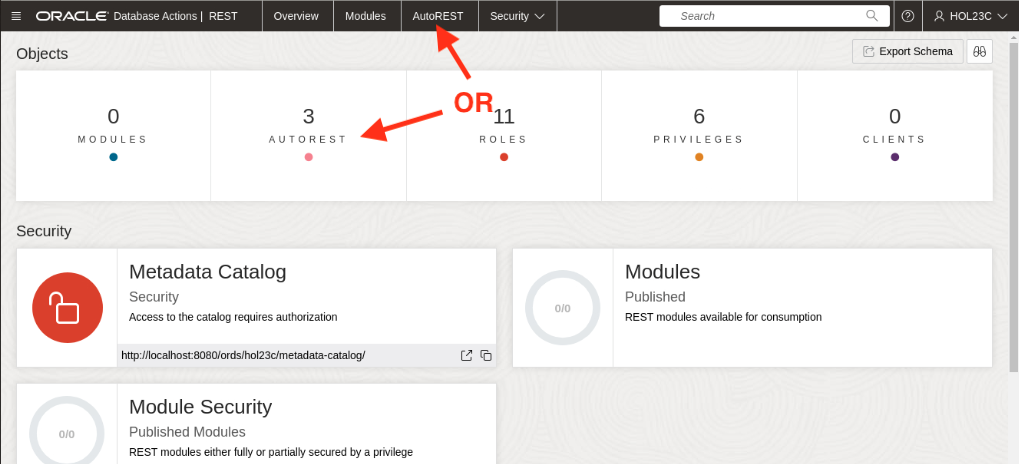 ORACLE Database Actions | REST Overview Modules AutoREST Security Search HOL23C
Objects Export Schema
OR
0 3 11 6 0
MODULES AUTOREST ROLES PRIVILEGES CLIENTS
Security
Metadata Catalog
Security
Access to the catalog requires authorization
http://localhost:8080/ords/hol23c/metadata-catalog/
0/0
Modules
Published
REST modules available for consumption
0/0
Module Security
Published Modules
REST modules either fully or partially secured by a privilege